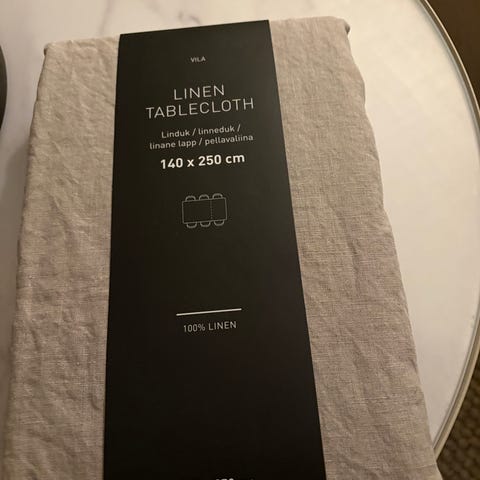 VILA
LINEN
TABLECLOTH
Linduk / linneduk /
linane lapp / pellavaliina
140 x 250 cm
100% LINEN